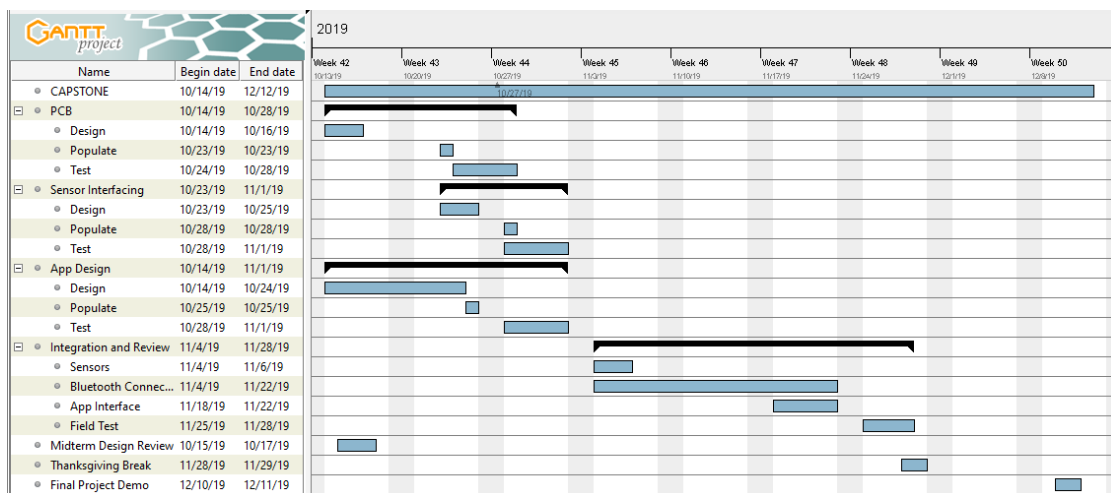 GANTT project
2019
Week 42 Week 43 Week 44 Week 45 Week 46 Week 47 Week 48 Week 49 Week 50
10/13/19 10/20/19 10/27/19 11/3/19 11/10/19 11/17/19 11/24/19 12/1/19 12/8/19
Name Begin date End date
CAPSTONE 10/14/19 12/12/19 10/27/19
PCB 10/14/19 10/28/19
Design 10/14/19 10/16/19
Populate 10/23/19 10/23/19
Test 10/24/19 10/28/19
Sensor Interfacing 10/23/19 11/1/19
Design 10/23/19 10/25/19
Populate 10/28/19 10/28/19
Test 10/28/19 11/1/19
App Design 10/14/19 11/1/19
Design 10/14/19 10/24/19
Populate 10/25/19 10/25/19
Test 10/28/19 11/1/19
Integration and Review 11/4/19 11/28/19
Sensors 11/4/19 11/6/19
Bluetooth Connec... 11/4/19 11/22/19
App Interface 11/18/19 11/22/19
Field Test 11/25/19 11/28/19
Midterm Design Review 10/15/19 10/17/19
Thanksgiving Break 11/28/19 11/29/19
Final Project Demo 12/10/19 12/11/19